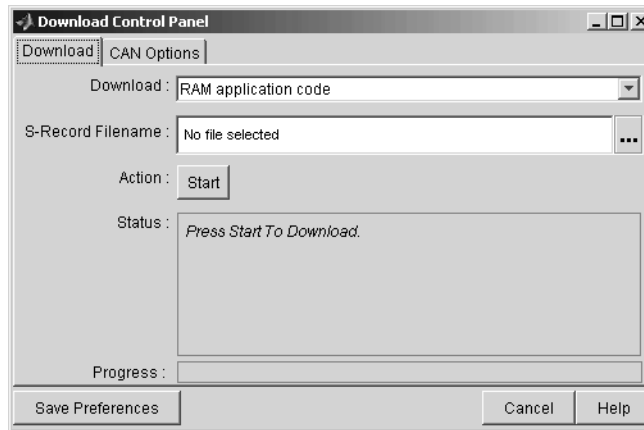 Download Control Panel
Download CAN Options
Download : RAM application code
S-Record Filename : No file selected ...
Action : Start
Status : Press Start To Download.
Progress :
Save Preferences Cancel Help